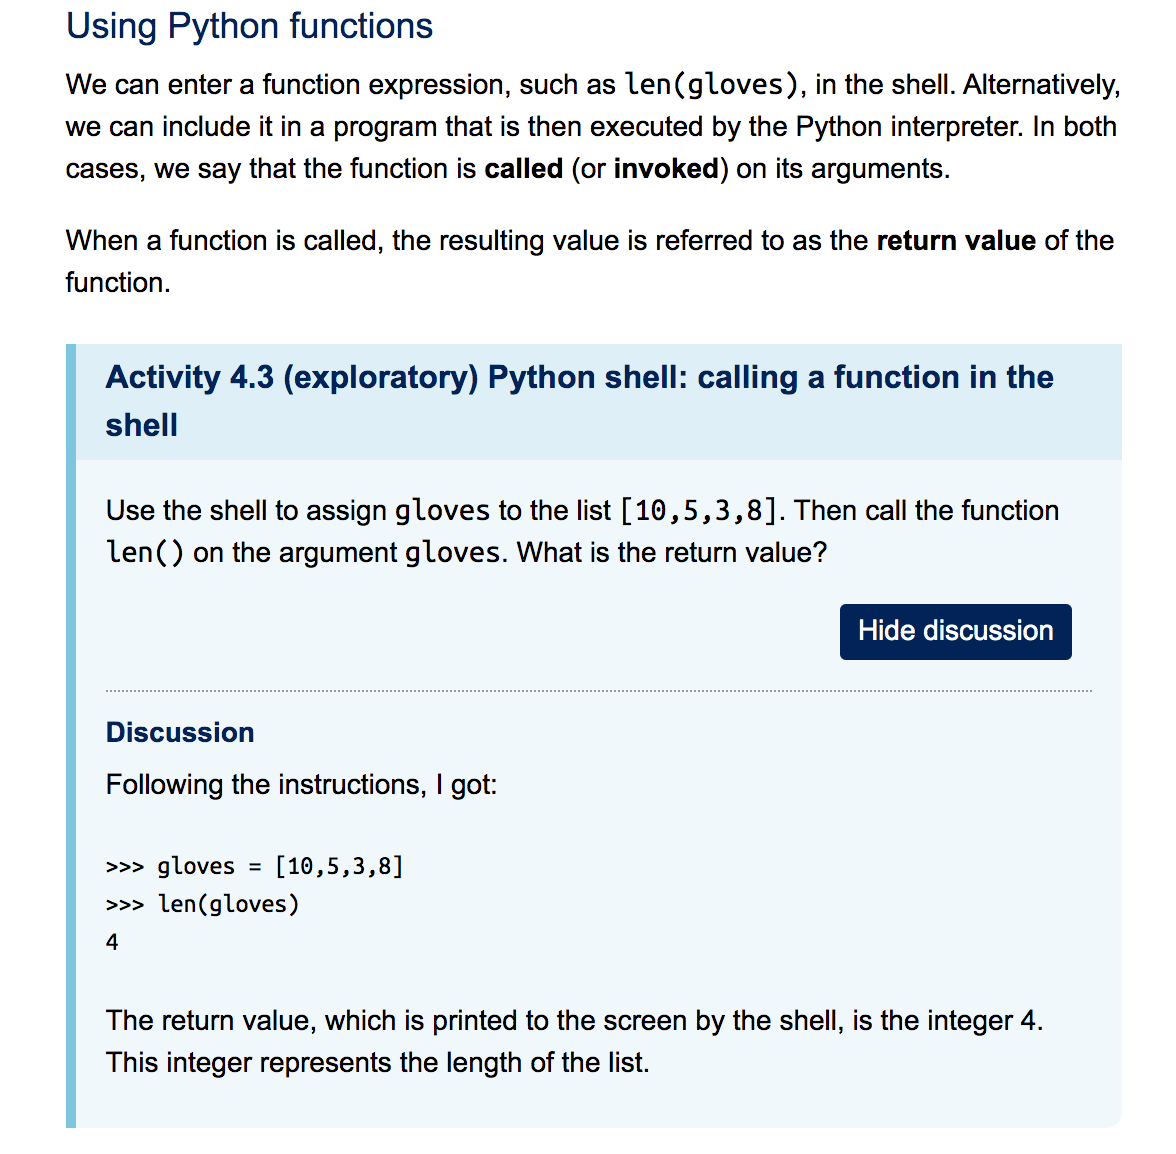 Using Python functions
We can enter a function expression, such as len(gloves), in the shell. Alternatively,
we can include it in a program that is then executed by the Python interpreter. In both
cases, we say that the function is called (or invoked) on its arguments.
When a function is called, the resulting value is referred to as the return value of the
function.
Activity 4.3 (exploratory) Python shell: calling a function in the
shell
Use the shell to assign gloves to the list [10,5,3,8]. Then call the function
len() on the argument gloves. What is the return value?
Hide discussion
Discussion
Following the instructions, I got:
>>> gloves = [10,5,3,8]
>>> len(gloves)
4
The return value, which is printed to the screen by the shell, is the integer 4.
This integer represents the length of the list.